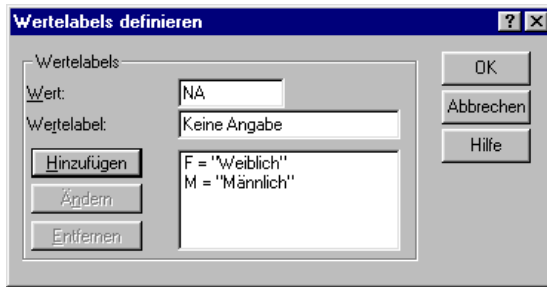 Wertelabels definieren
Wertelabels
Wert: NA
Wertelabel: Keine Angabe
Hinzufügen
Ändern
Entfernen
F = "Weiblich"
M = "Männlich"
OK
Abbrechen
Hilfe